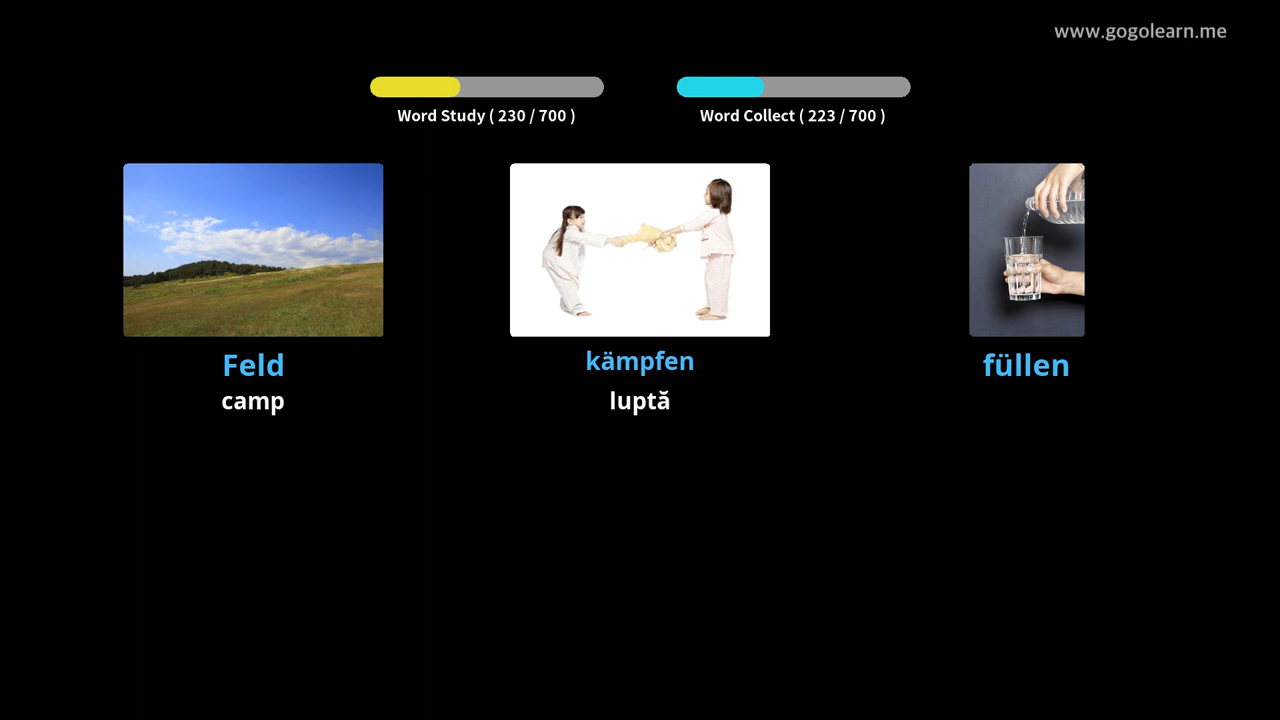 www.gogolearn.me
Word Study ( 230 / 700 )
Word Collect ( 223 / 700 )
Feld
camp
kämpfen
luptă
füllen